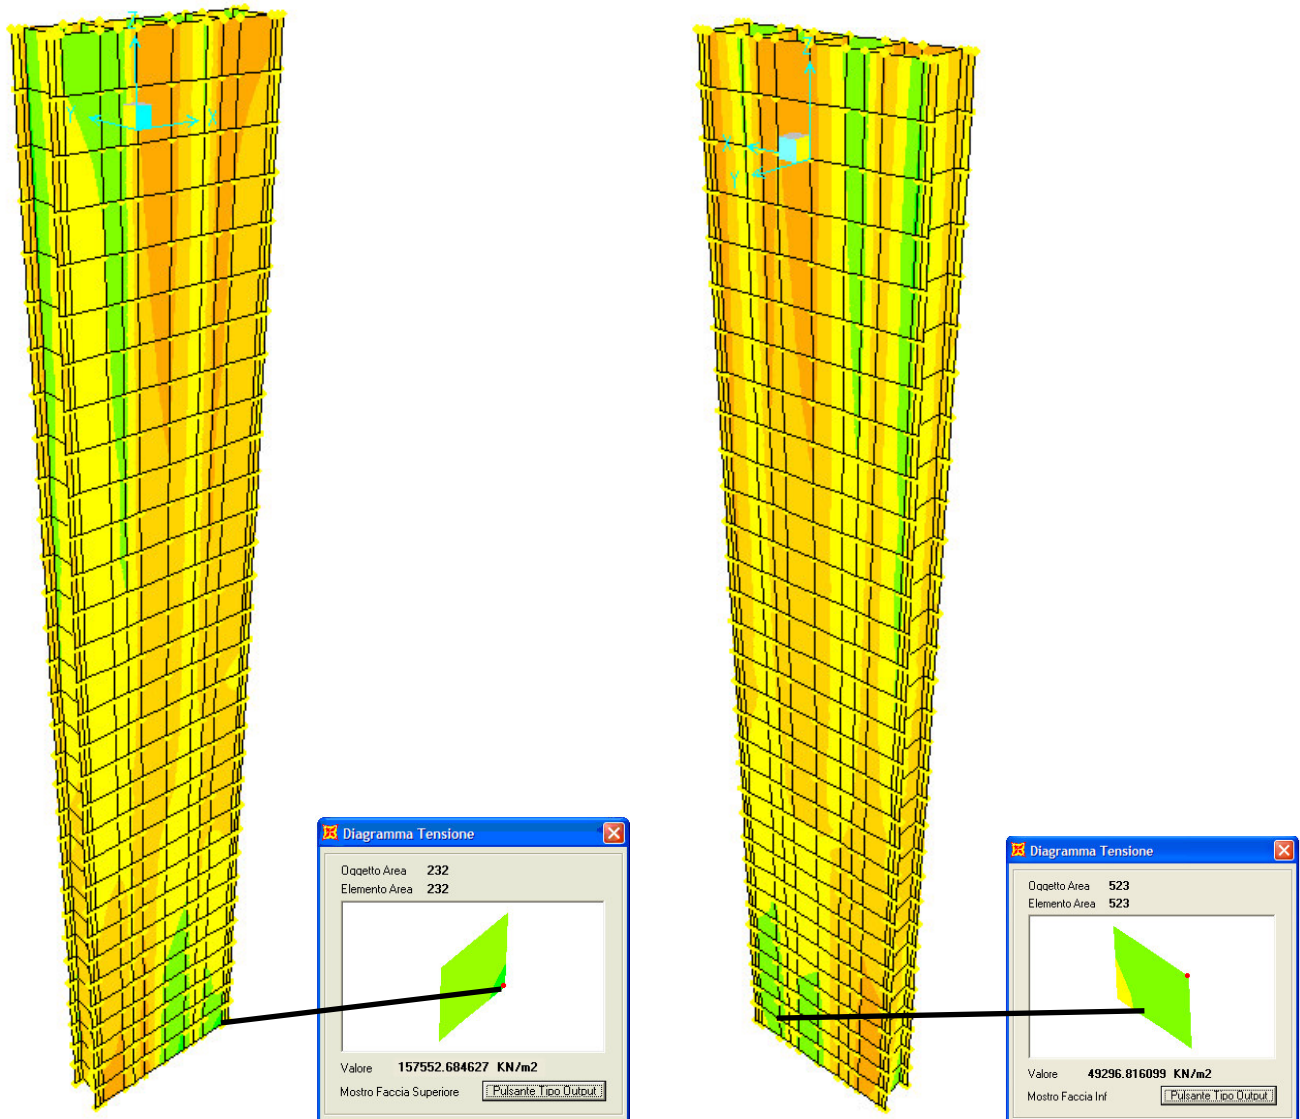 Z
Y
X
Z
X
Y
Diagramma Tensione
Oggetto Area 232
Elemento Area 232
Valore 157552.684627 KN/m2
Mostro Faccia Superiore Pulsante Tipo Output
Diagramma Tensione
Oggetto Area 523
Elemento Area 523
Valore 49296.816099 KN/m2
Mostro Faccia Inf Pulsante Tipo Output